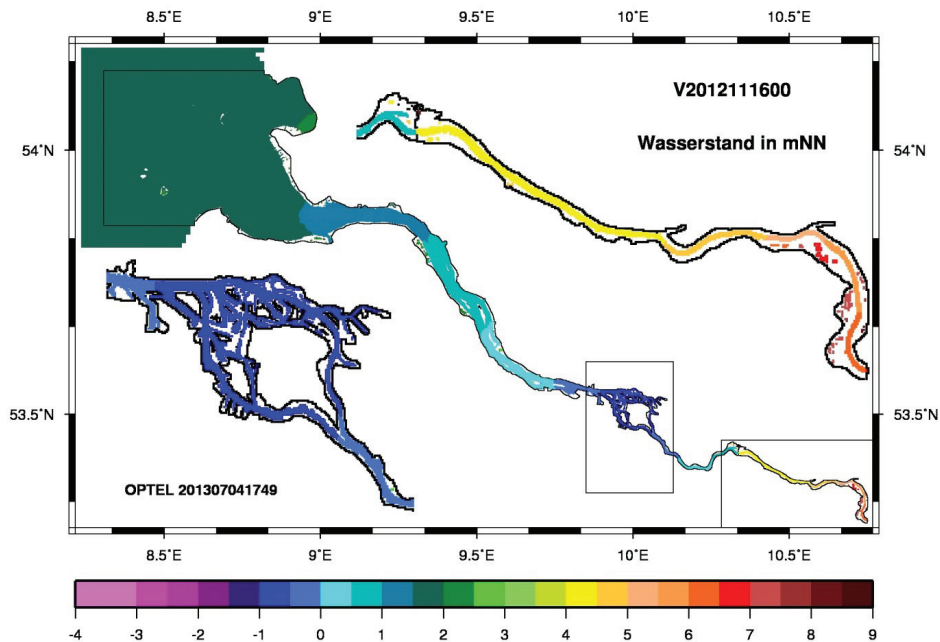 8.5˚E 9˚E 9.5˚E 10˚E 10.5˚E
V2012111600
54˚N 54˚N
Wasserstand in mNN
53.5˚N 53.5˚N
OPTEL 201307041749
8.5˚E 9˚E 9.5˚E 10˚E 10.5˚E
-4 -3 -2 -1 0 1 2 3 4 5 6 7 8 9